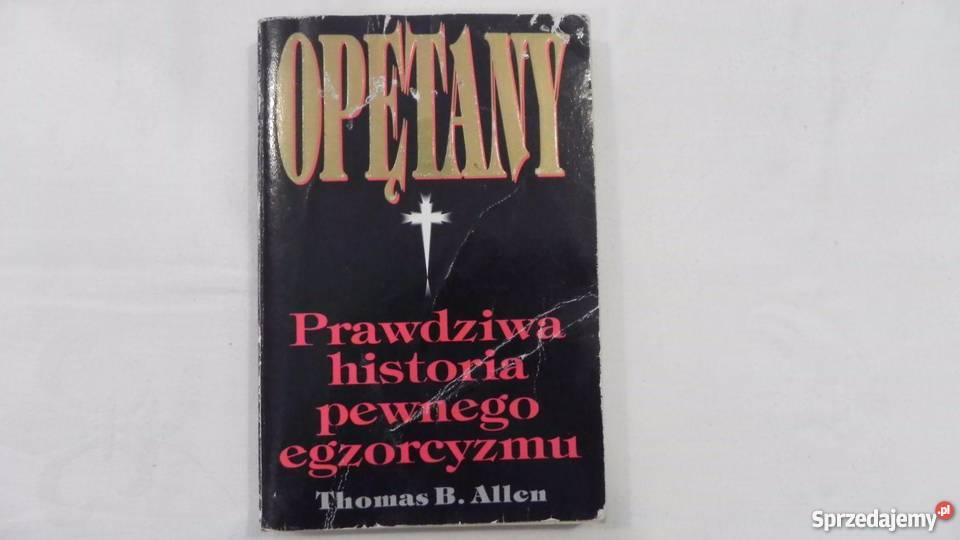 OPĘTANY
Prawdziwa
historia
pewnego
egzorcyzmu
Thomas B. Allen
Sprzedajemy.pl